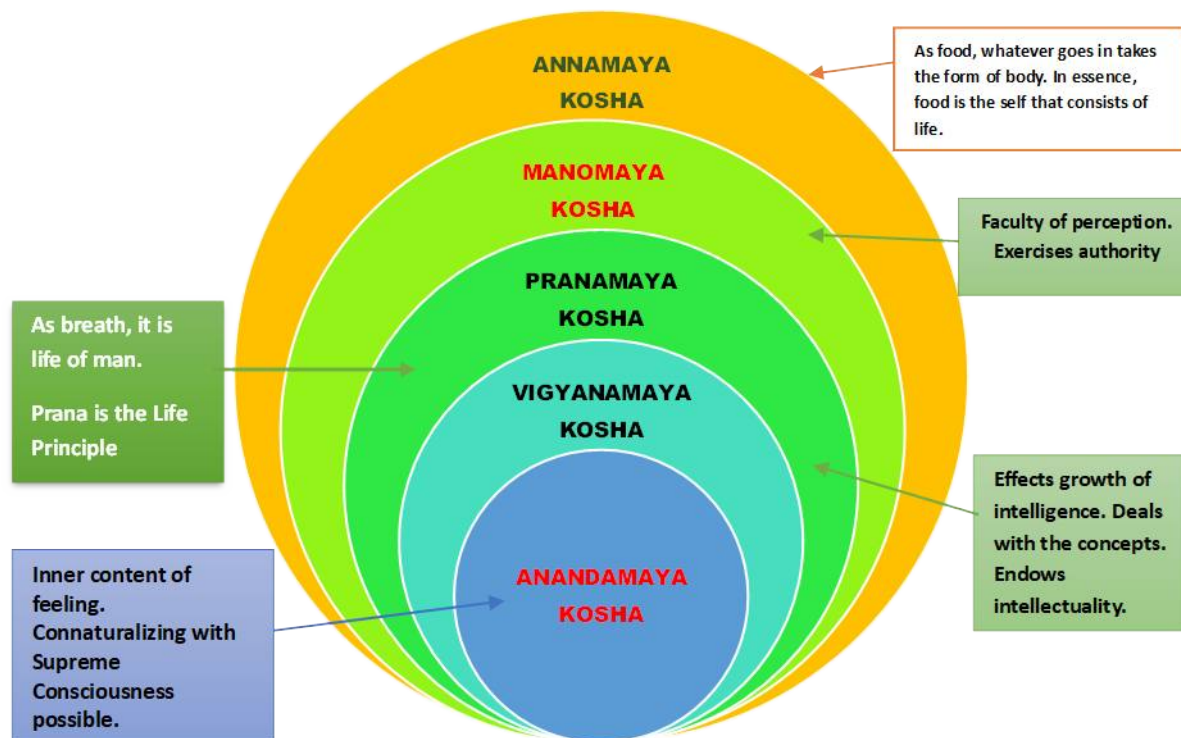 ANNAMAYA
KOSHA
As food, whatever goes in takes
the form of body. In essence,
food is the self that consists of
life.
MANOMAYA
KOSHA
Faculty of perception.
Exercises authority
PRANAMAYA
KOSHA
As breath, it is
life of man.
Prana is the Life
Principle
VIGYANAMAYA
KOSHA
Effects growth of
intelligence. Deals
with the concepts.
Endows
intellectuality.
ANANDAMAYA
KOSHA
Inner content of
feeling.
Connaturalizing with
Supreme
Consciousness
possible.